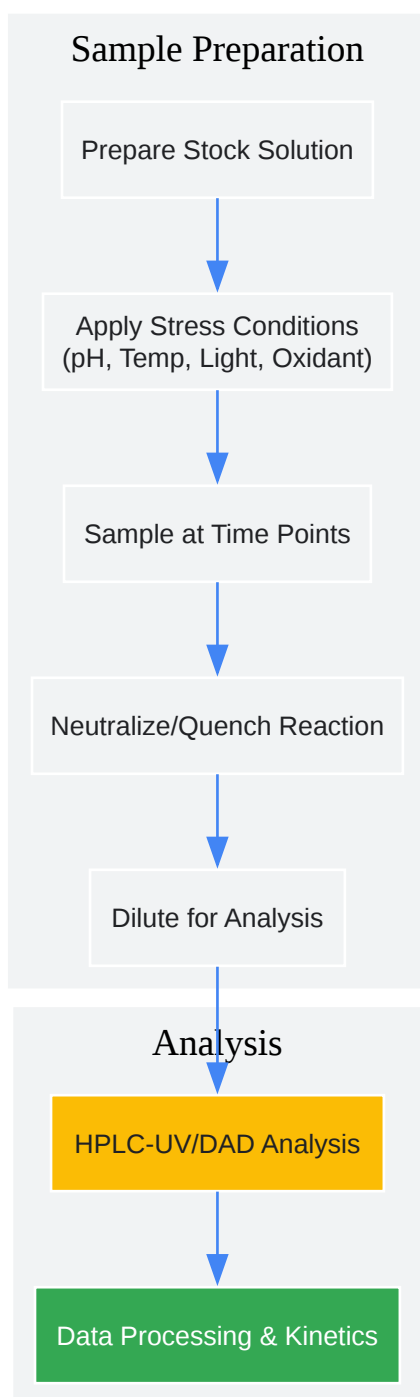 Sample Preparation
Prepare Stock Solution
Apply Stress Conditions
(pH, Temp, Light, Oxidant)
Sample at Time Points
Neutralize/Quench Reaction
Dilute for Analysis
Analysis
HPLC-UV/DAD Analysis
Data Processing & Kinetics